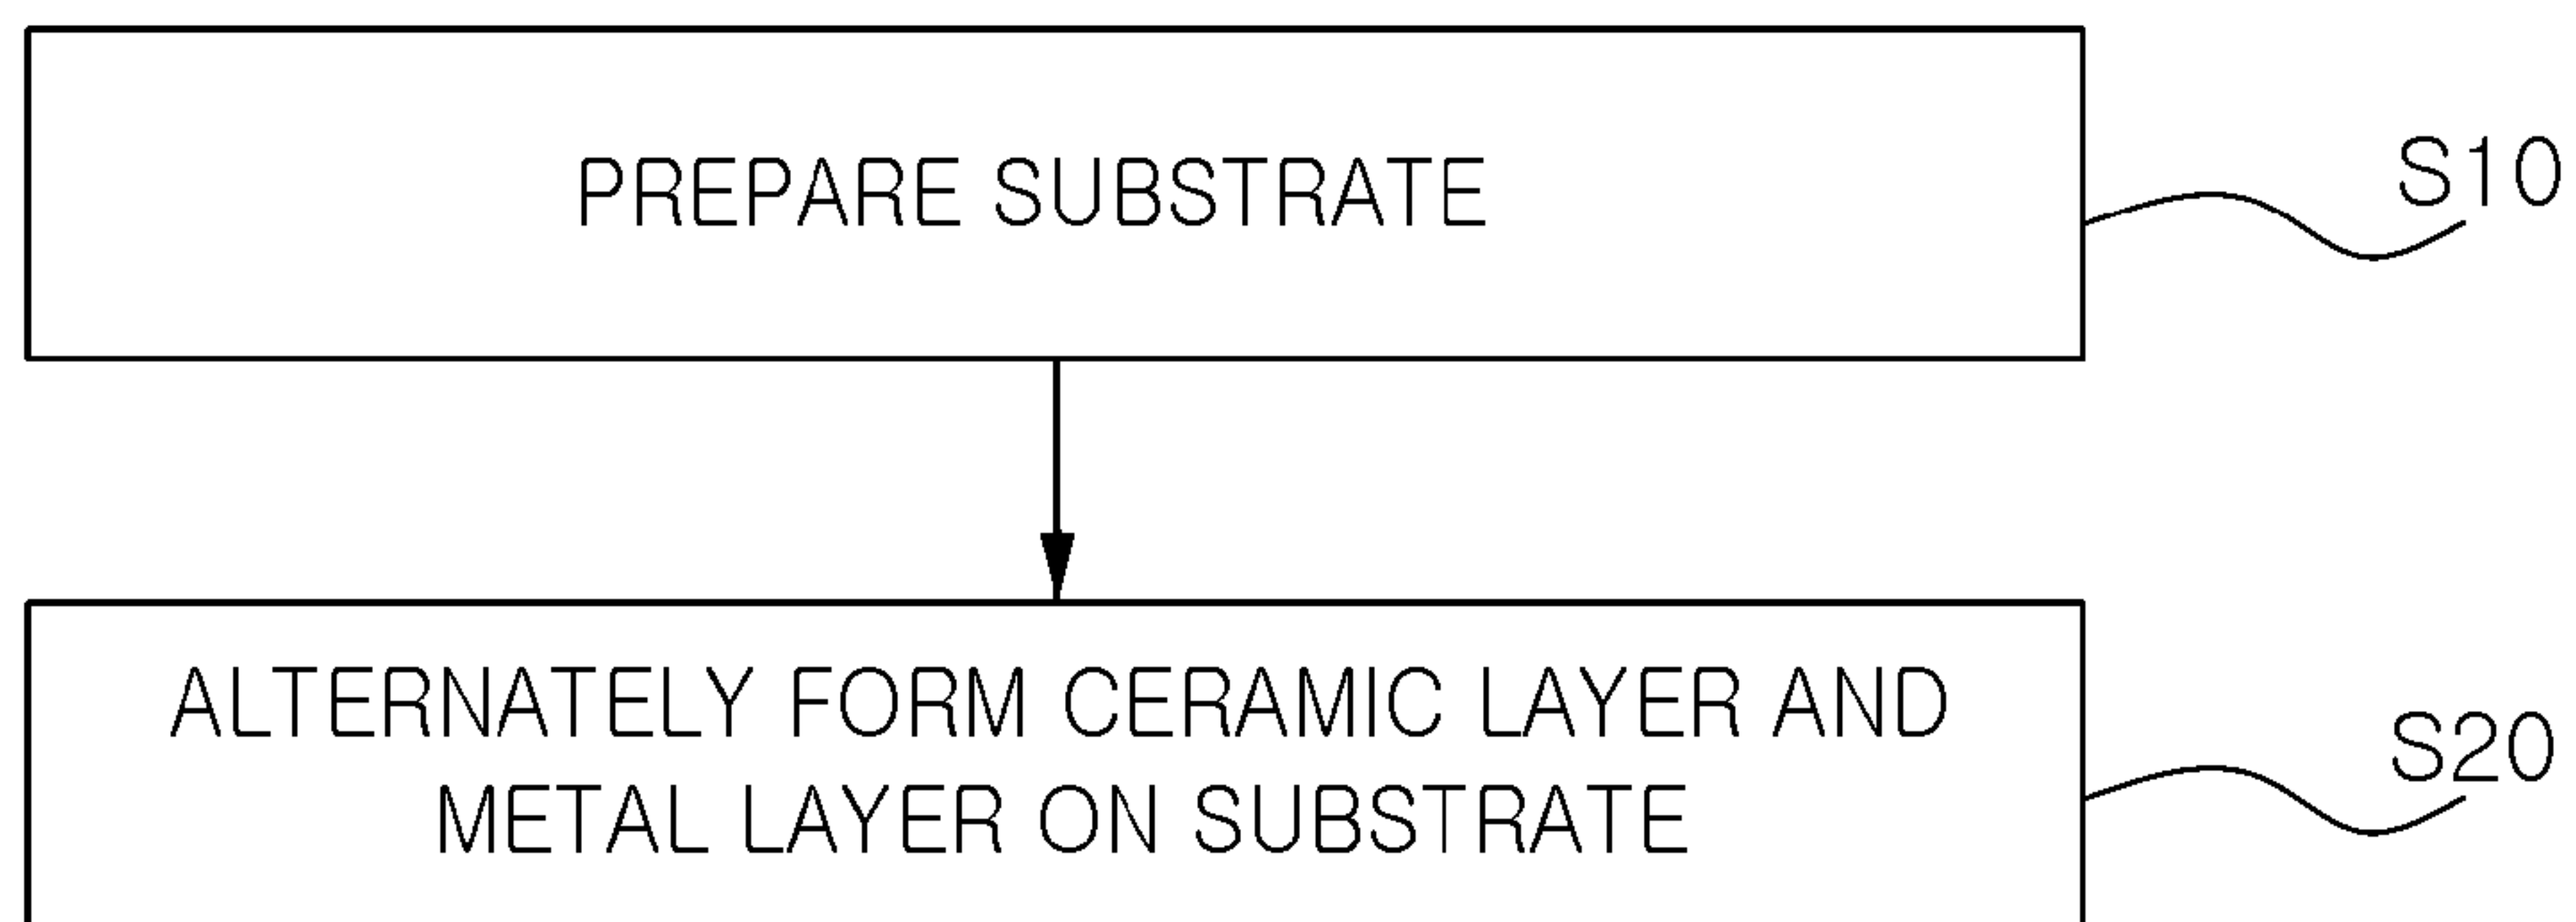 PREPARE SUBSTRATE
S10
ALTERNATELY FORM CERAMIC LAYER AND
METAL LAYER ON SUBSTRATE
S20